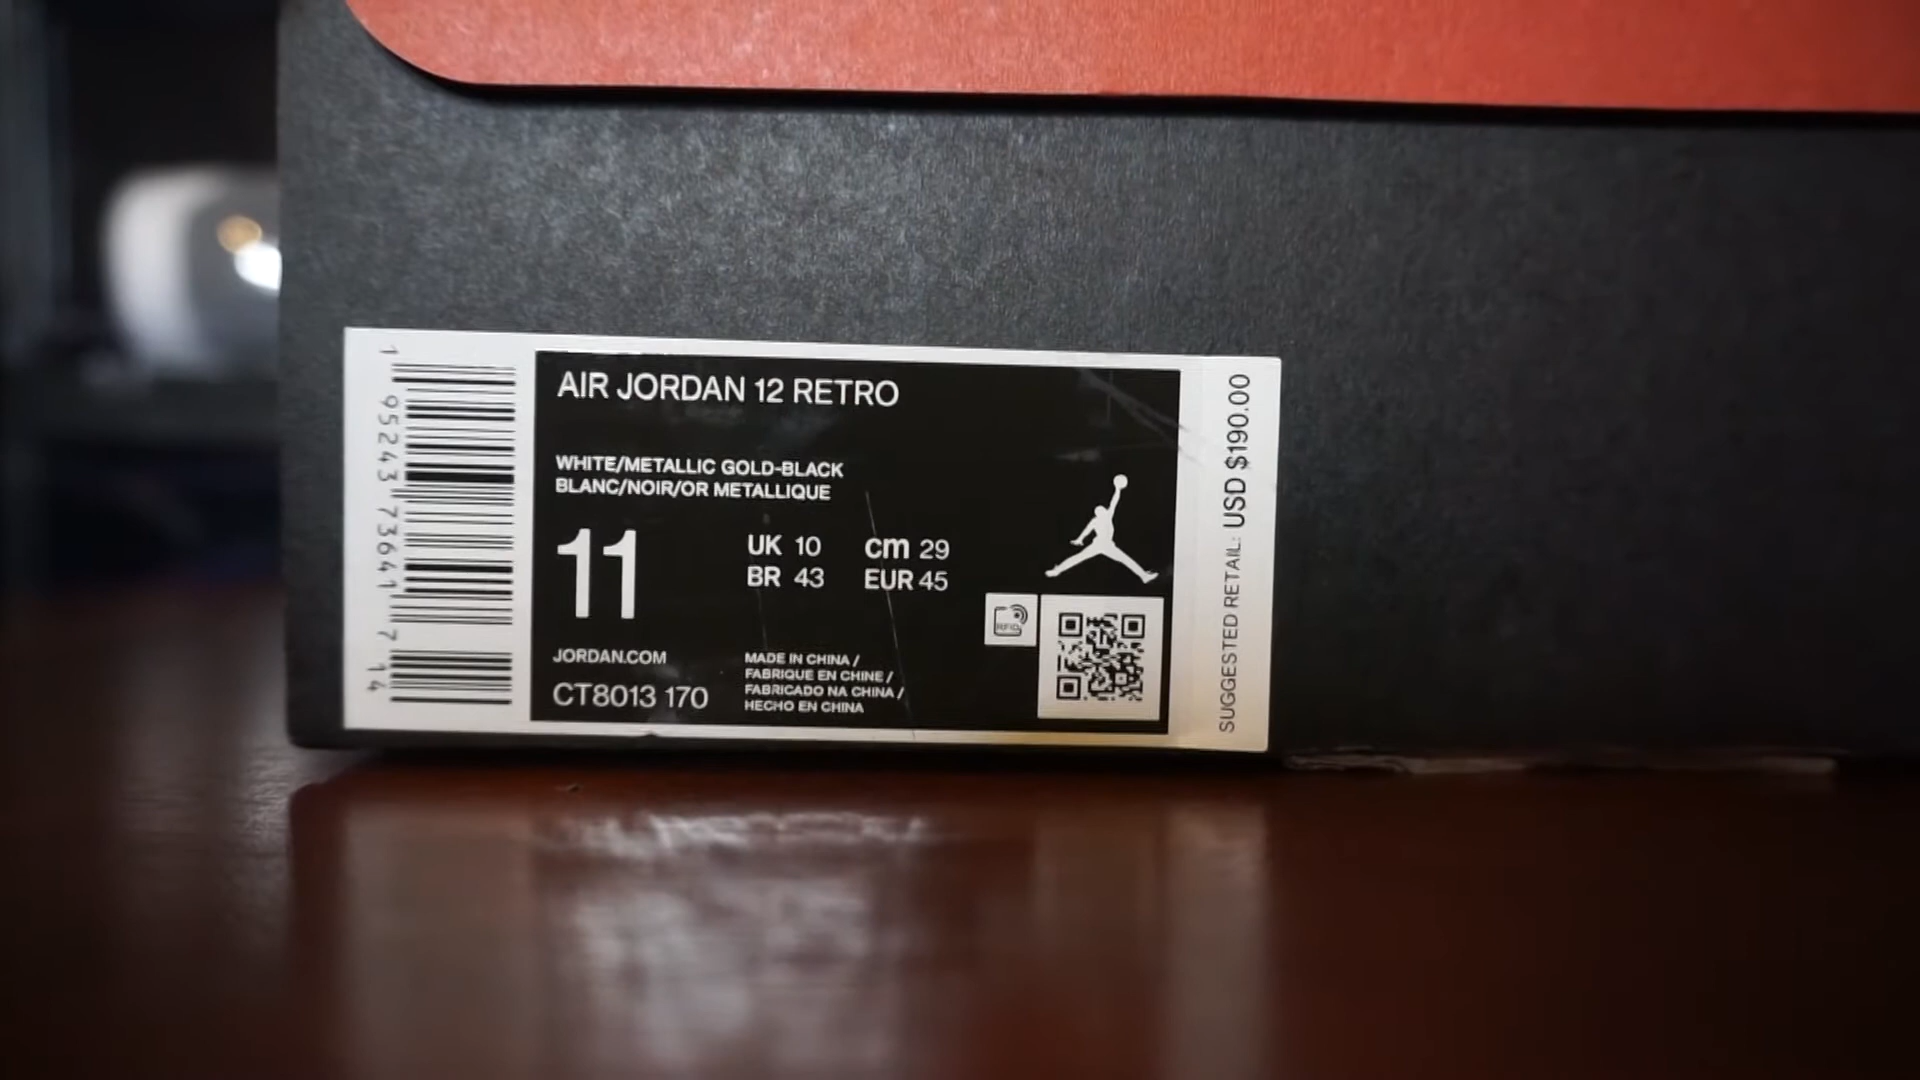 1 95243 73641 7 14
AIR JORDAN 12 RETRO
WHITE/METALLIC GOLD-BLACK
BLANC/NOIR/OR METALLIQUE
11
UK 10 cm 29
BR 43 EUR 45
RFID
JORDAN.COM
CT8013 170
MADE IN CHINA /
FABRIQUE EN CHINE /
FABRICADO NA CHINA /
HECHO EN CHINA
SUGGESTED RETAIL: USD $190.00